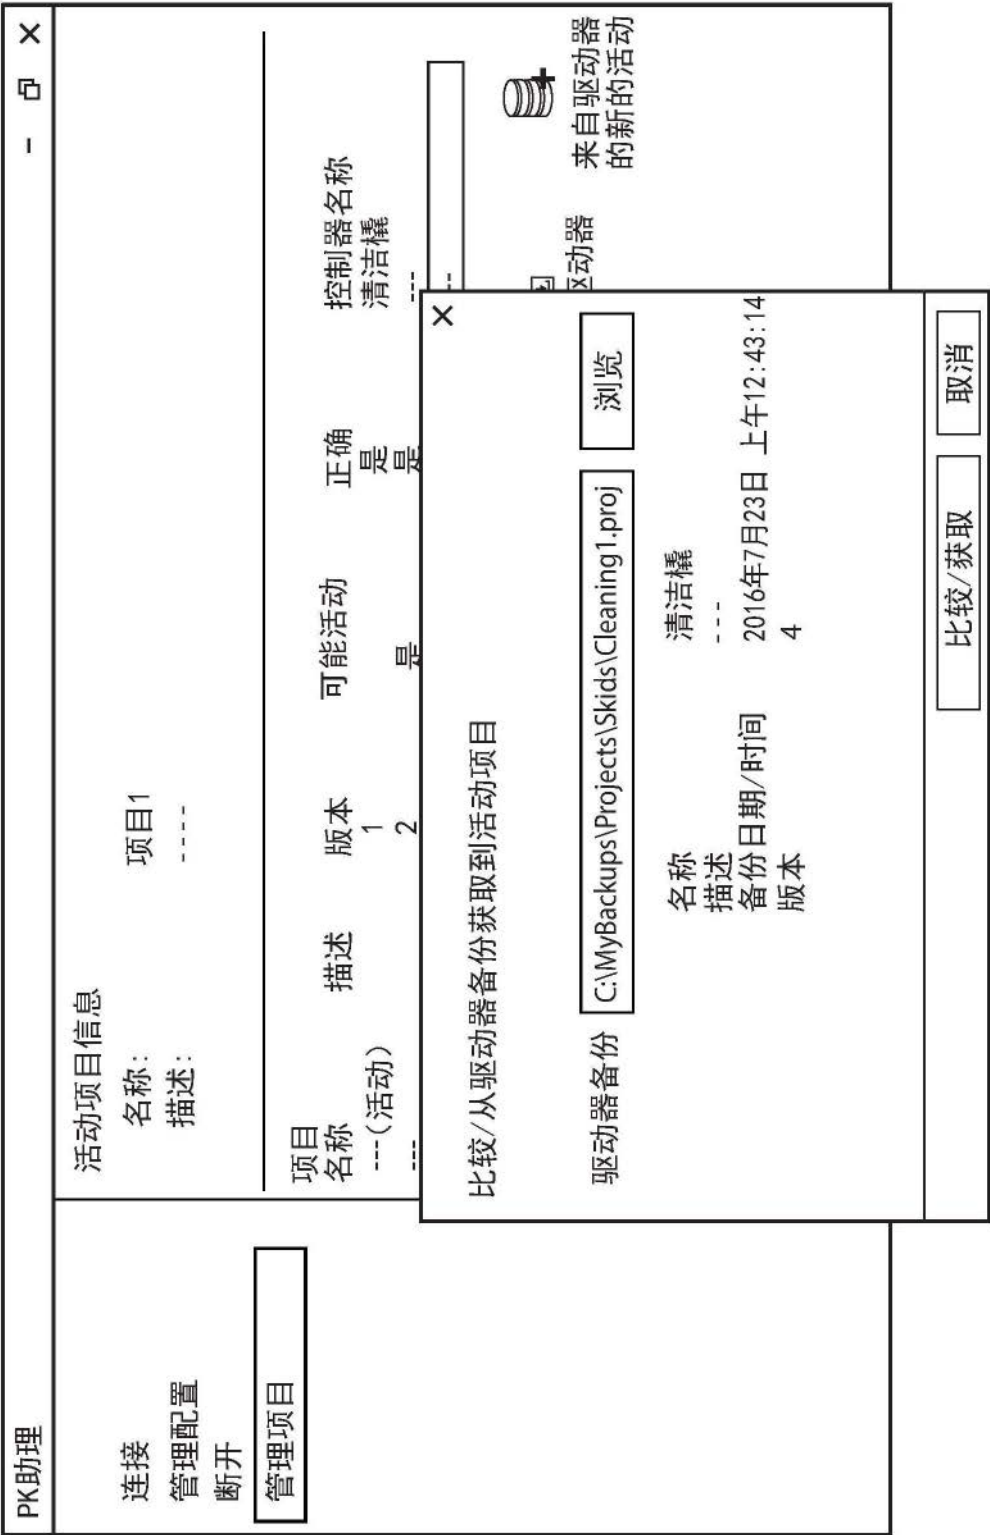 PK助理
连接
管理配置
断开
管理项目
活动项目信息
名称: 项目1
描述: ----
项目
名称 描述 版本 可能活动 正确 控制器名称
---(活动) 1 是 清洁橇
--- 2 是 是 ---
--
驱动器
来自驱动器
的新的活动
比较/从驱动器备份获取到活动项目
驱动器备份 C:\MyBackups\Projects\Skids\Cleaning1.proj 浏览
名称 清洁橇
描述 ---
备份日期/时间 2016年7月23日 上午12:43:14
版本 4
比较/获取 取消